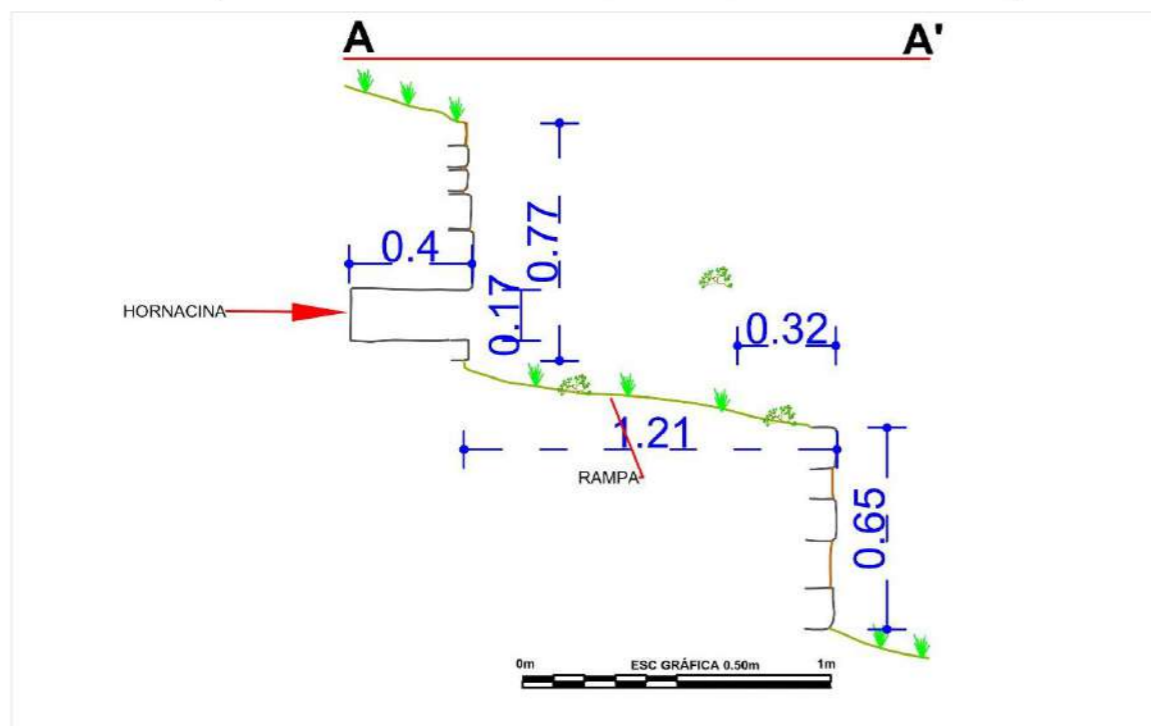 A A'
0.77
0.4
0.17
HORNACINA
0.32
1.21
RAMPA
0.65
0m ESC GRÁFICA 0.50m 1m